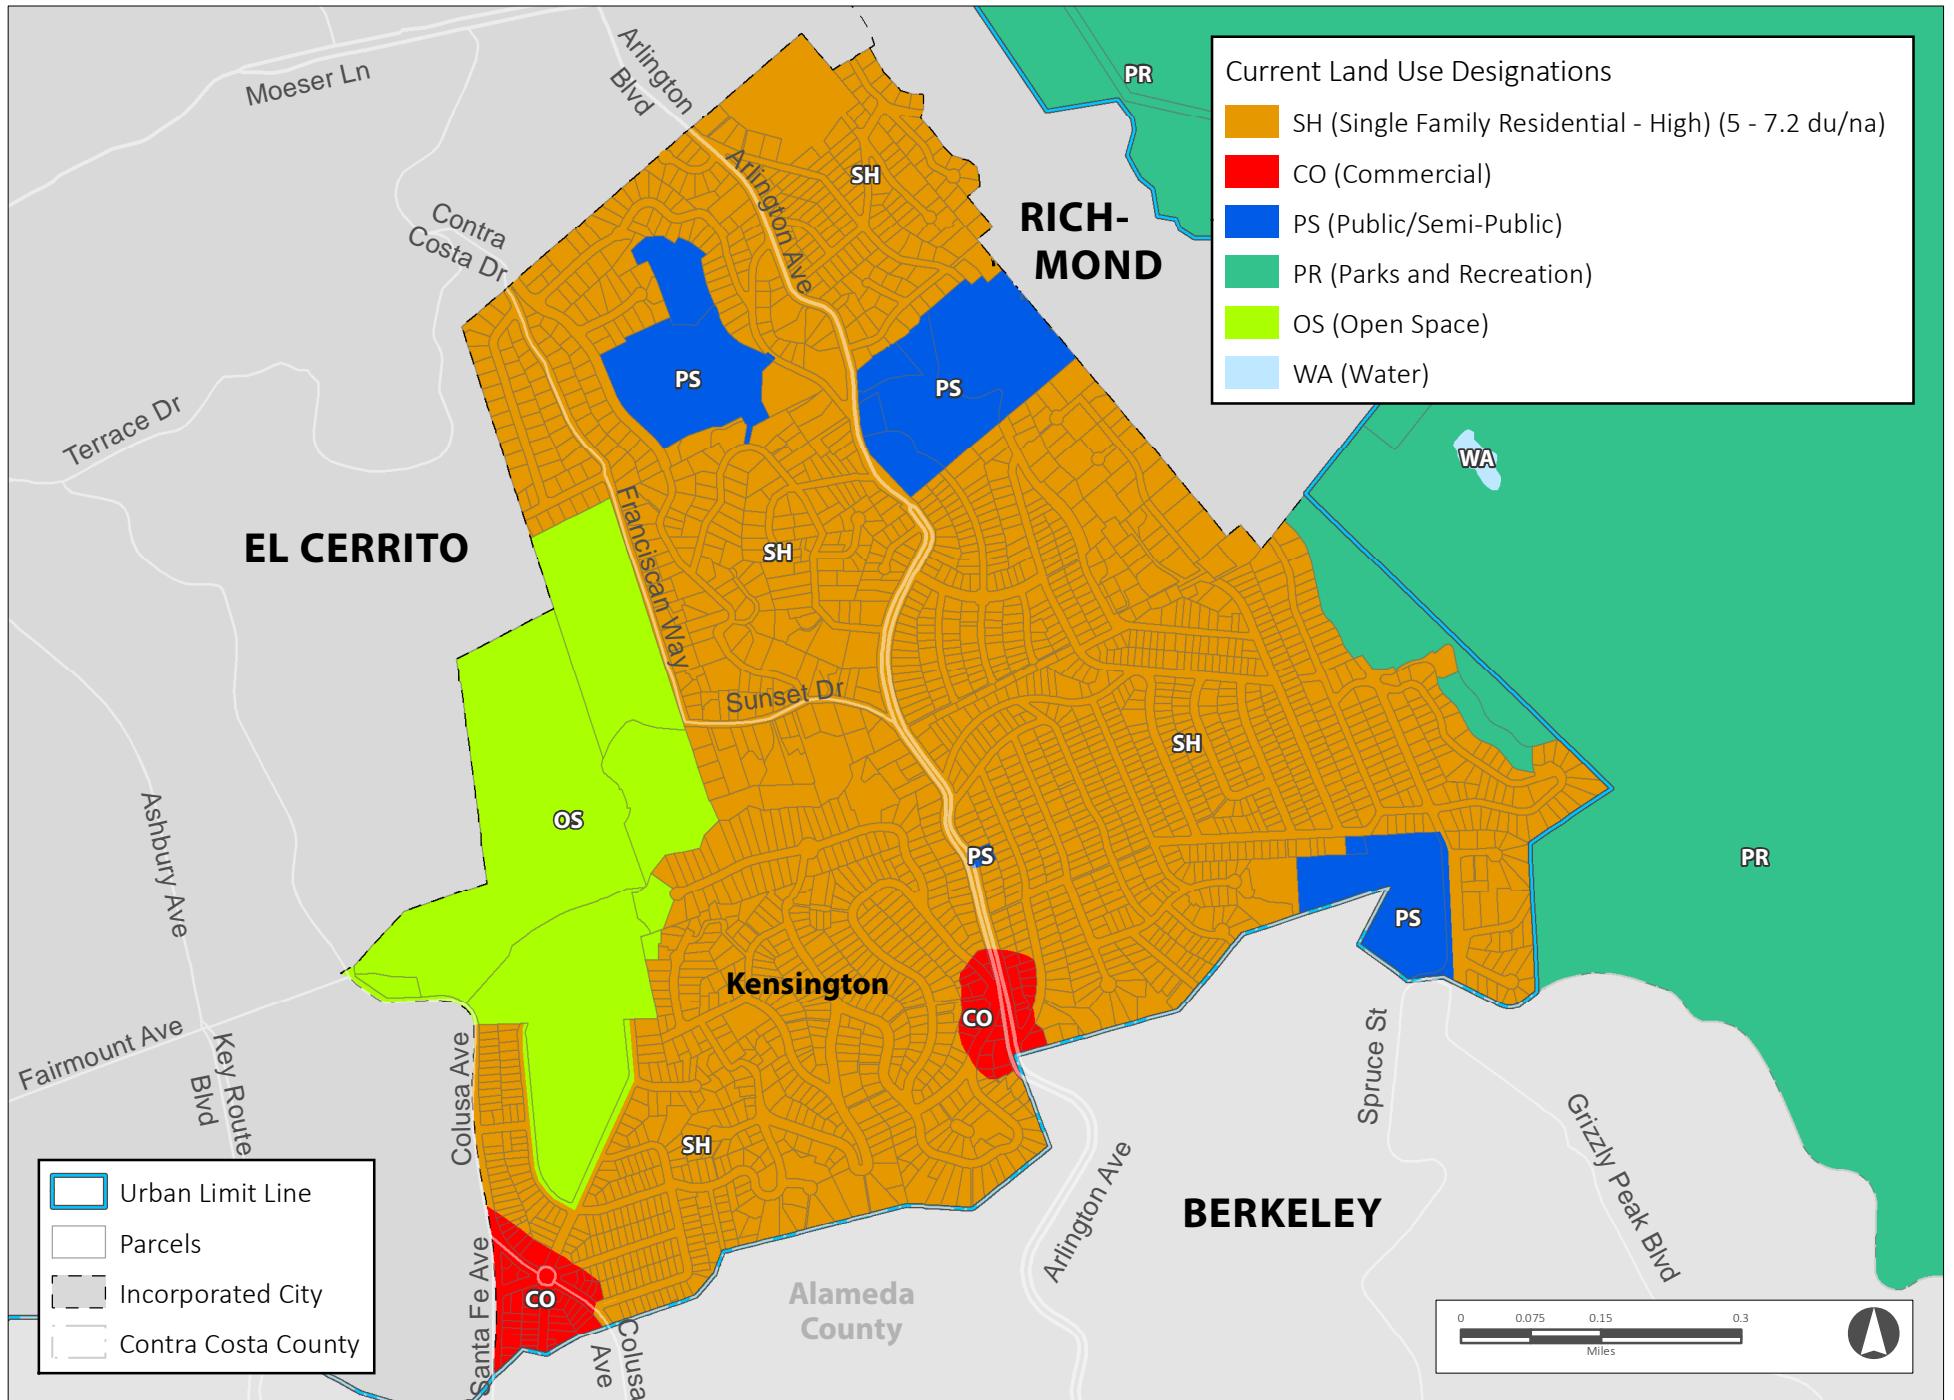 Moeser Ln
Arlington
Blvd
PR
Current Land Use Designations
SH (Single Family Residential - High) (5 - 7.2 du/na)
CO (Commercial)
PS (Public/Semi-Public)
PR (Parks and Recreation)
OS (Open Space)
WA (Water)
Arlington Ave
SH
RICH-
MOND
Contra
Costa Dr
PS
PS
Terrace Dr
WA
EL CERRITO
Franciscan Way
SH
Sunset Dr
SH
OS
Ashbury Ave
PS
PR
PS
Kensington
CO
Fairmount Ave
Key Route
Blvd
Colusa Ave
Spruce St
SH
Grizzly Peak Blvd
Arlington Ave
BERKELEY
Urban Limit Line
Parcels
Incorporated City
Contra Costa County
Santa Fe Ave
CO
Colusa
Ave
Alameda
County
0 0.075 0.15 0.3
Miles